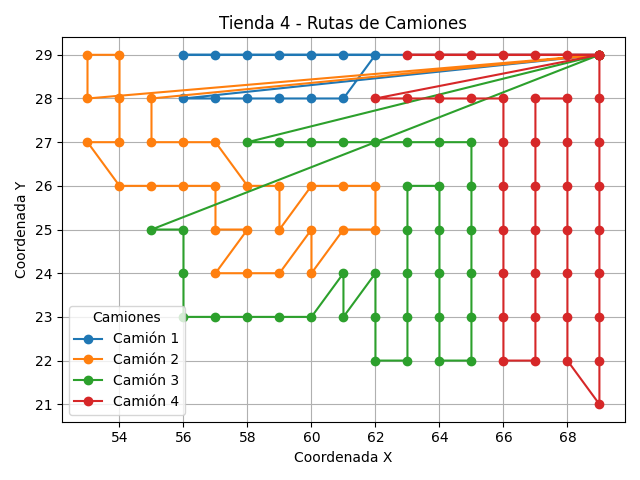 Tienda 4 - Rutas de Camiones
Coordenada Y
29
28
27
26
25
24
23
22
21
Camiones
Camión 1
Camión 2
Camión 3
Camión 4
54 56 58 60 62 64 66 68
Coordenada X